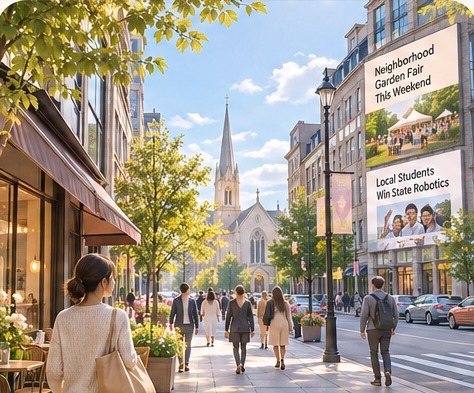 Neighborhood
Garden Fair
This Weekend
Local Students
Win State Robotics